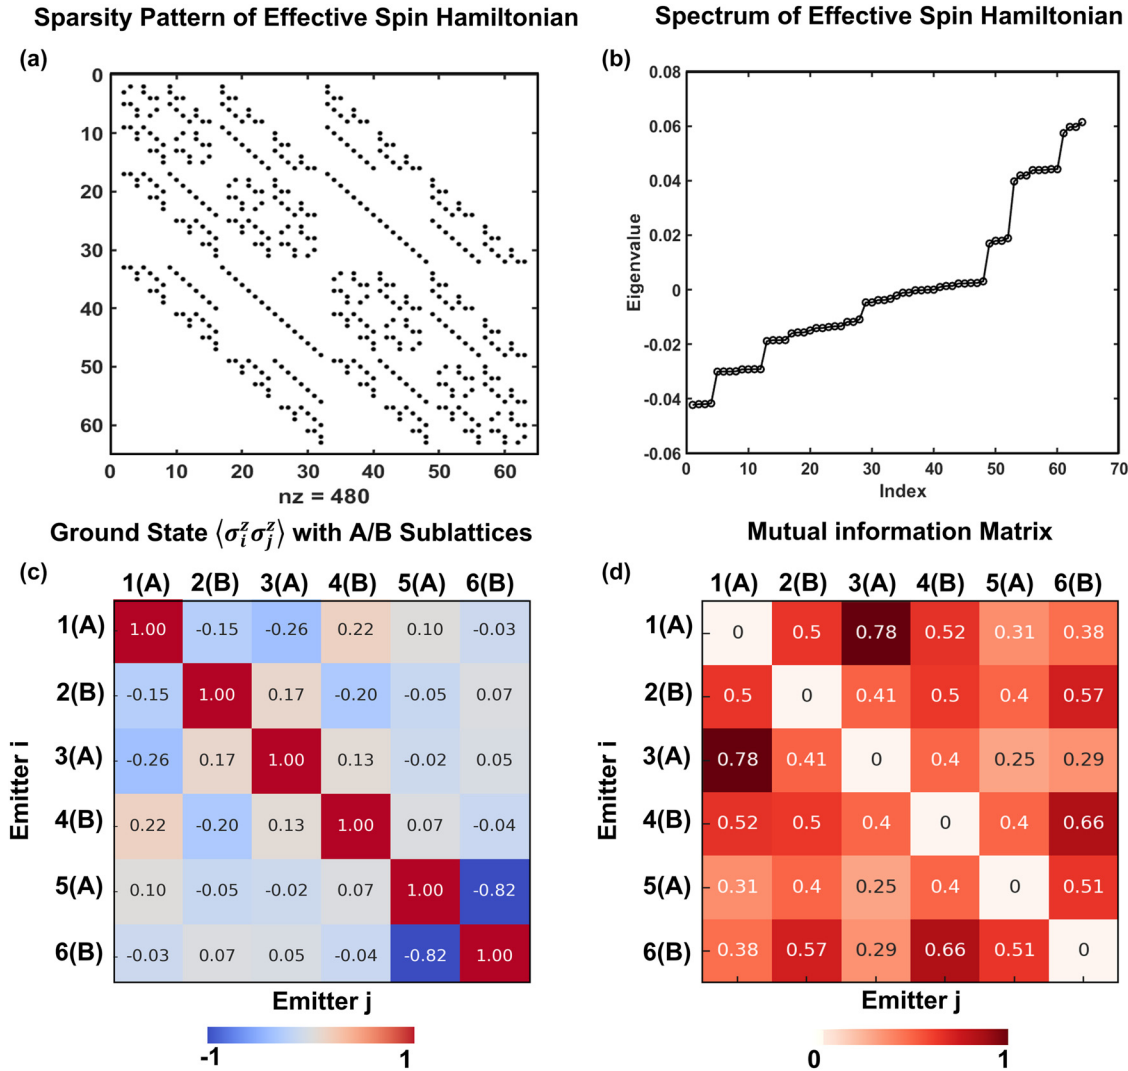 Sparsity Pattern of Effective Spin Hamiltonian
(a)
0
10
20
30
40
50
60
0 10 20 30 40 50 60
nz = 480
Spectrum of Effective Spin Hamiltonian
(b)
Eigenvalue
0.08
0.06
0.04
0.02
0
-0.02
-0.04
-0.06
0 10 20 30 40 50 60 70
Index
Ground State ⟨σ_i^z σ_j^z⟩ with A/B Sublattices
(c)
1(A) 2(B) 3(A) 4(B) 5(A) 6(B)
Emitter i
1(A) 1.00 -0.15 -0.26 0.22 0.10 -0.03
2(B) -0.15 1.00 0.17 -0.20 -0.05 0.07
3(A) -0.26 0.17 1.00 0.13 -0.02 0.05
4(B) 0.22 -0.20 0.13 1.00 0.07 -0.04
5(A) 0.10 -0.05 -0.02 0.07 1.00 -0.82
6(B) -0.03 0.07 0.05 -0.04 -0.82 1.00
Emitter j
-1 1
Mutual information Matrix
(d)
1(A) 2(B) 3(A) 4(B) 5(A) 6(B)
Emitter i
1(A) 0 0.5 0.78 0.52 0.31 0.38
2(B) 0.5 0 0.41 0.5 0.4 0.57
3(A) 0.78 0.41 0 0.4 0.25 0.29
4(B) 0.52 0.5 0.4 0 0.4 0.66
5(A) 0.31 0.4 0.25 0.4 0 0.51
6(B) 0.38 0.57 0.29 0.66 0.51 0
Emitter j
0 1